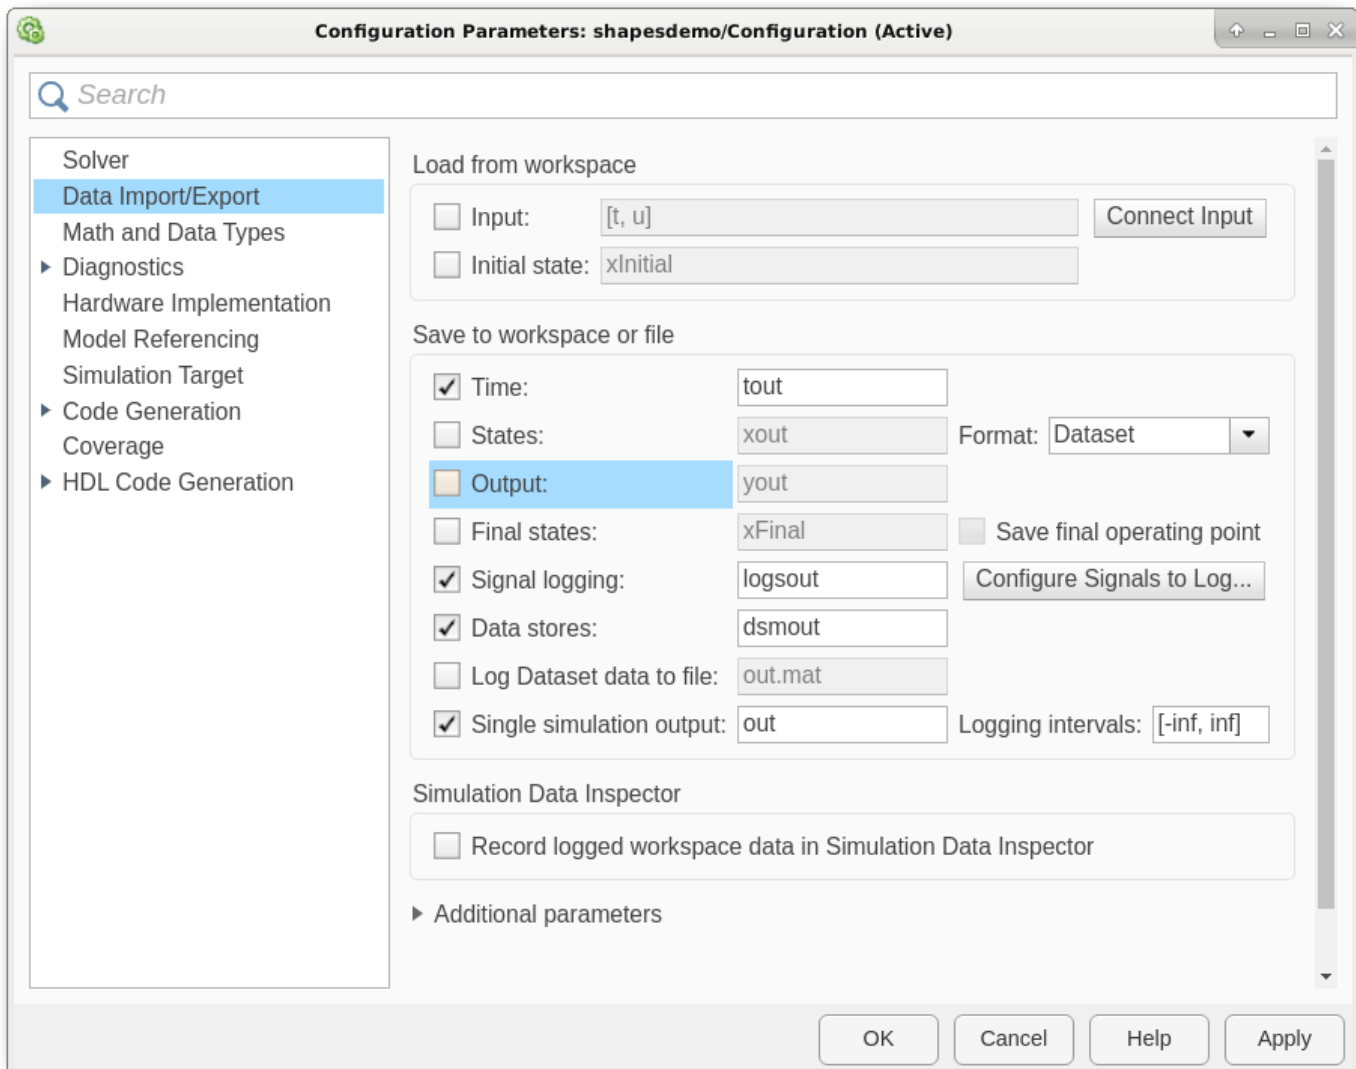 Configuration Parameters: shapesdemo/Configuration (Active)
Search
Solver
Data Import/Export
Math and Data Types
Diagnostics
Hardware Implementation
Model Referencing
Simulation Target
Code Generation
Coverage
HDL Code Generation
Load from workspace
Input: [t, u] Connect Input
Initial state: xInitial
Save to workspace or file
Time: tout
States: xout Format: Dataset
Output: yout
Final states: xFinal Save final operating point
Signal logging: logsout Configure Signals to Log...
Data stores: dsmout
Log Dataset data to file: out.mat
Single simulation output: out Logging intervals: [-inf, inf]
Simulation Data Inspector
Record logged workspace data in Simulation Data Inspector
Additional parameters
OK Cancel Help Apply